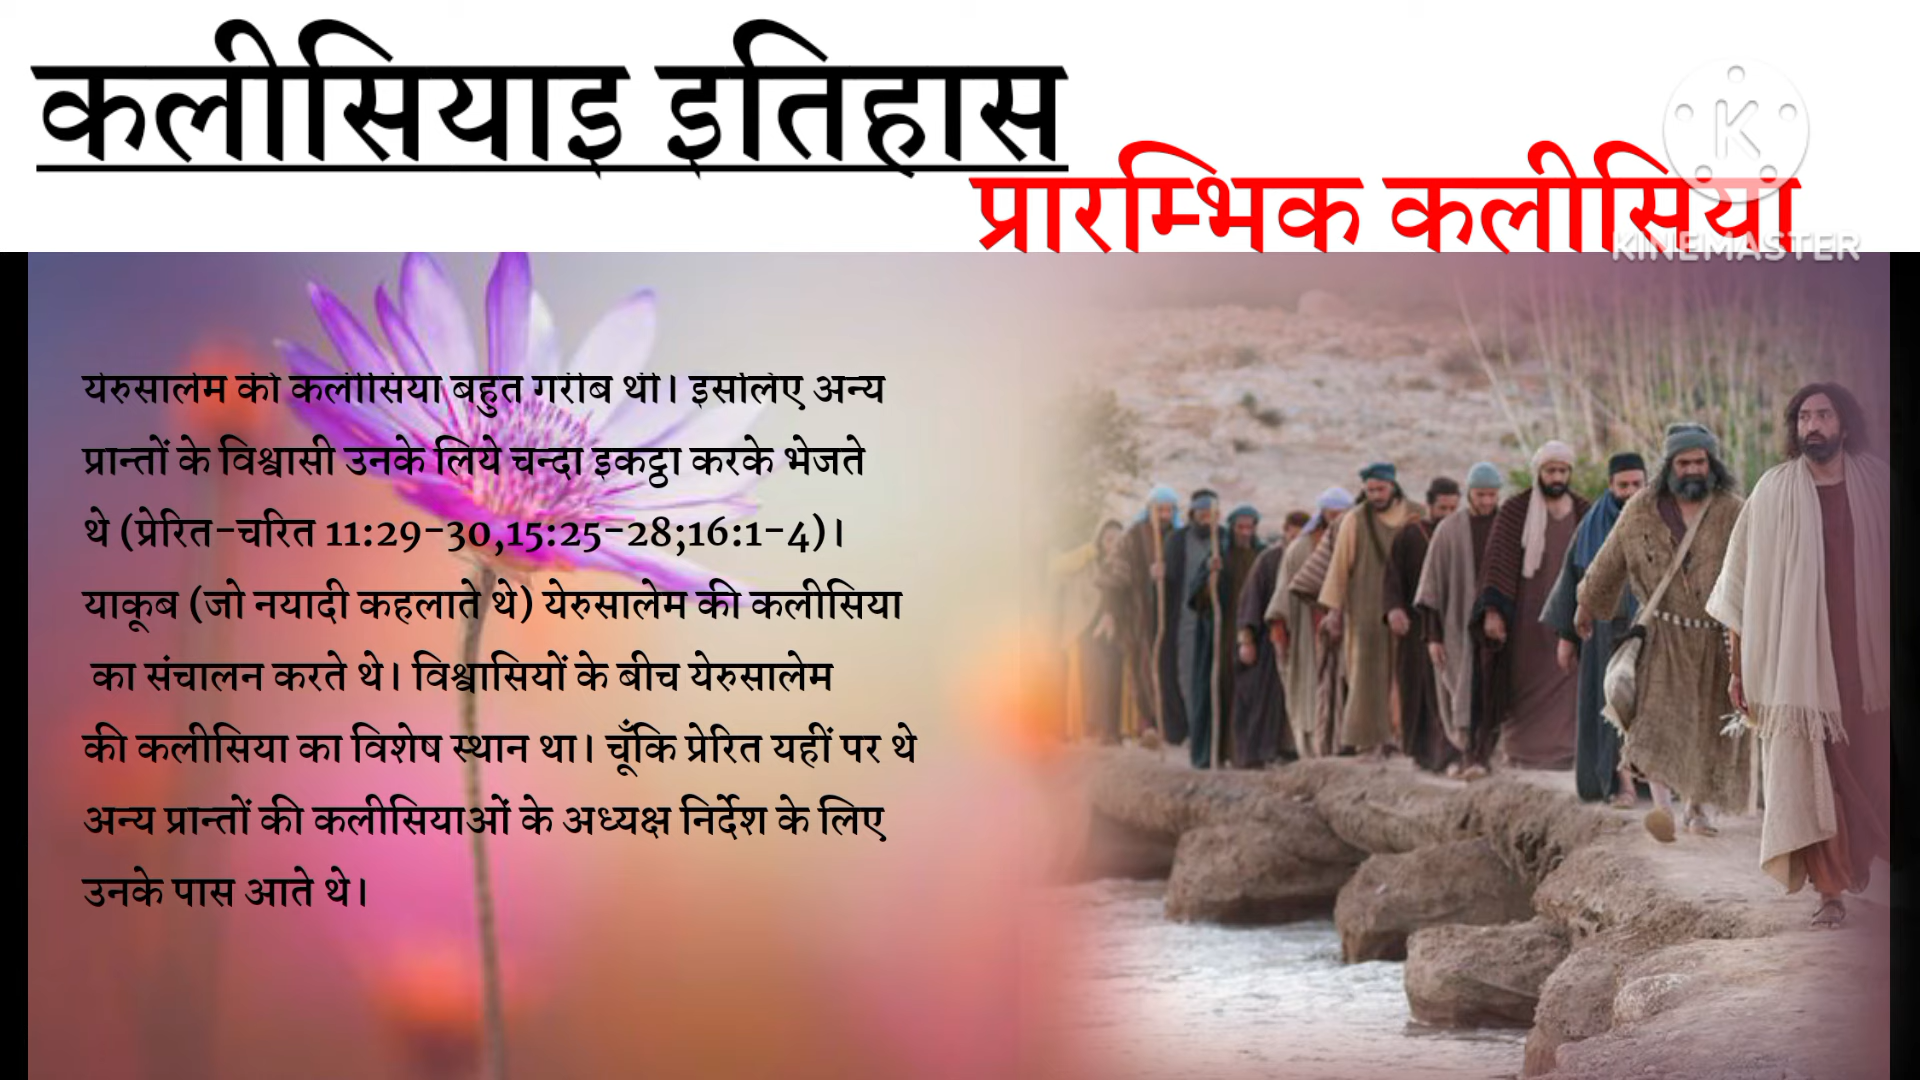 कलीसियाइ इतिहास
प्रारम्भिक कलीसिया
K
KINEMASTER
येरुसालेम की कलीसिया बहुत गरीब थी। इसलिए अन्य
प्रान्तों के विश्वासी उनके लिये चन्दा इकट्ठा करके भेजते
थे (प्रेरित-चरित 11:29-30,15:25-28;16:1-4)।
याकूब (जो नयादी कहलाते थे) येरुसालेम की कलीसिया
का संचालन करते थे। विश्वासियों के बीच येरुसालेम
की कलीसिया का विशेष स्थान था। चूँकि प्रेरित यहीं पर थे
अन्य प्रान्तों की कलीसियाओं के अध्यक्ष निर्देश के लिए
उनके पास आते थे।